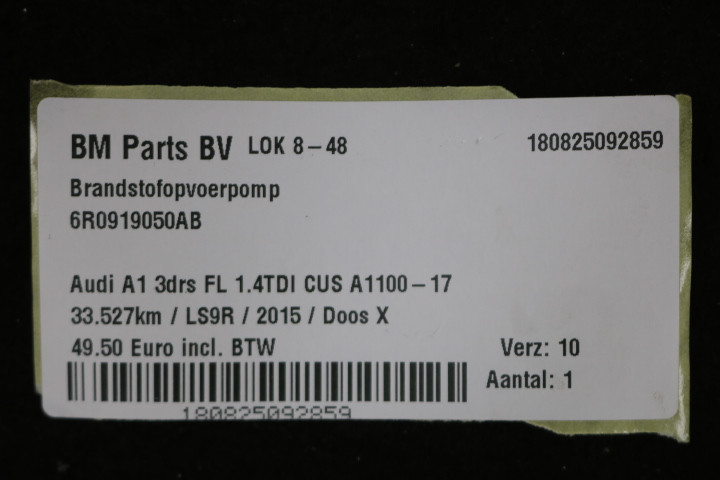 BM Parts BV LOK 8-48 180825092859
Brandstofopvoerpomp
6R0919050AB
Audi A1 3drs FL 1.4TDI CUS A1100-17
33.527km / LS9R / 2015 / Doos X
49.50 Euro incl. BTW Verz: 10
Aantal: 1
180825092859